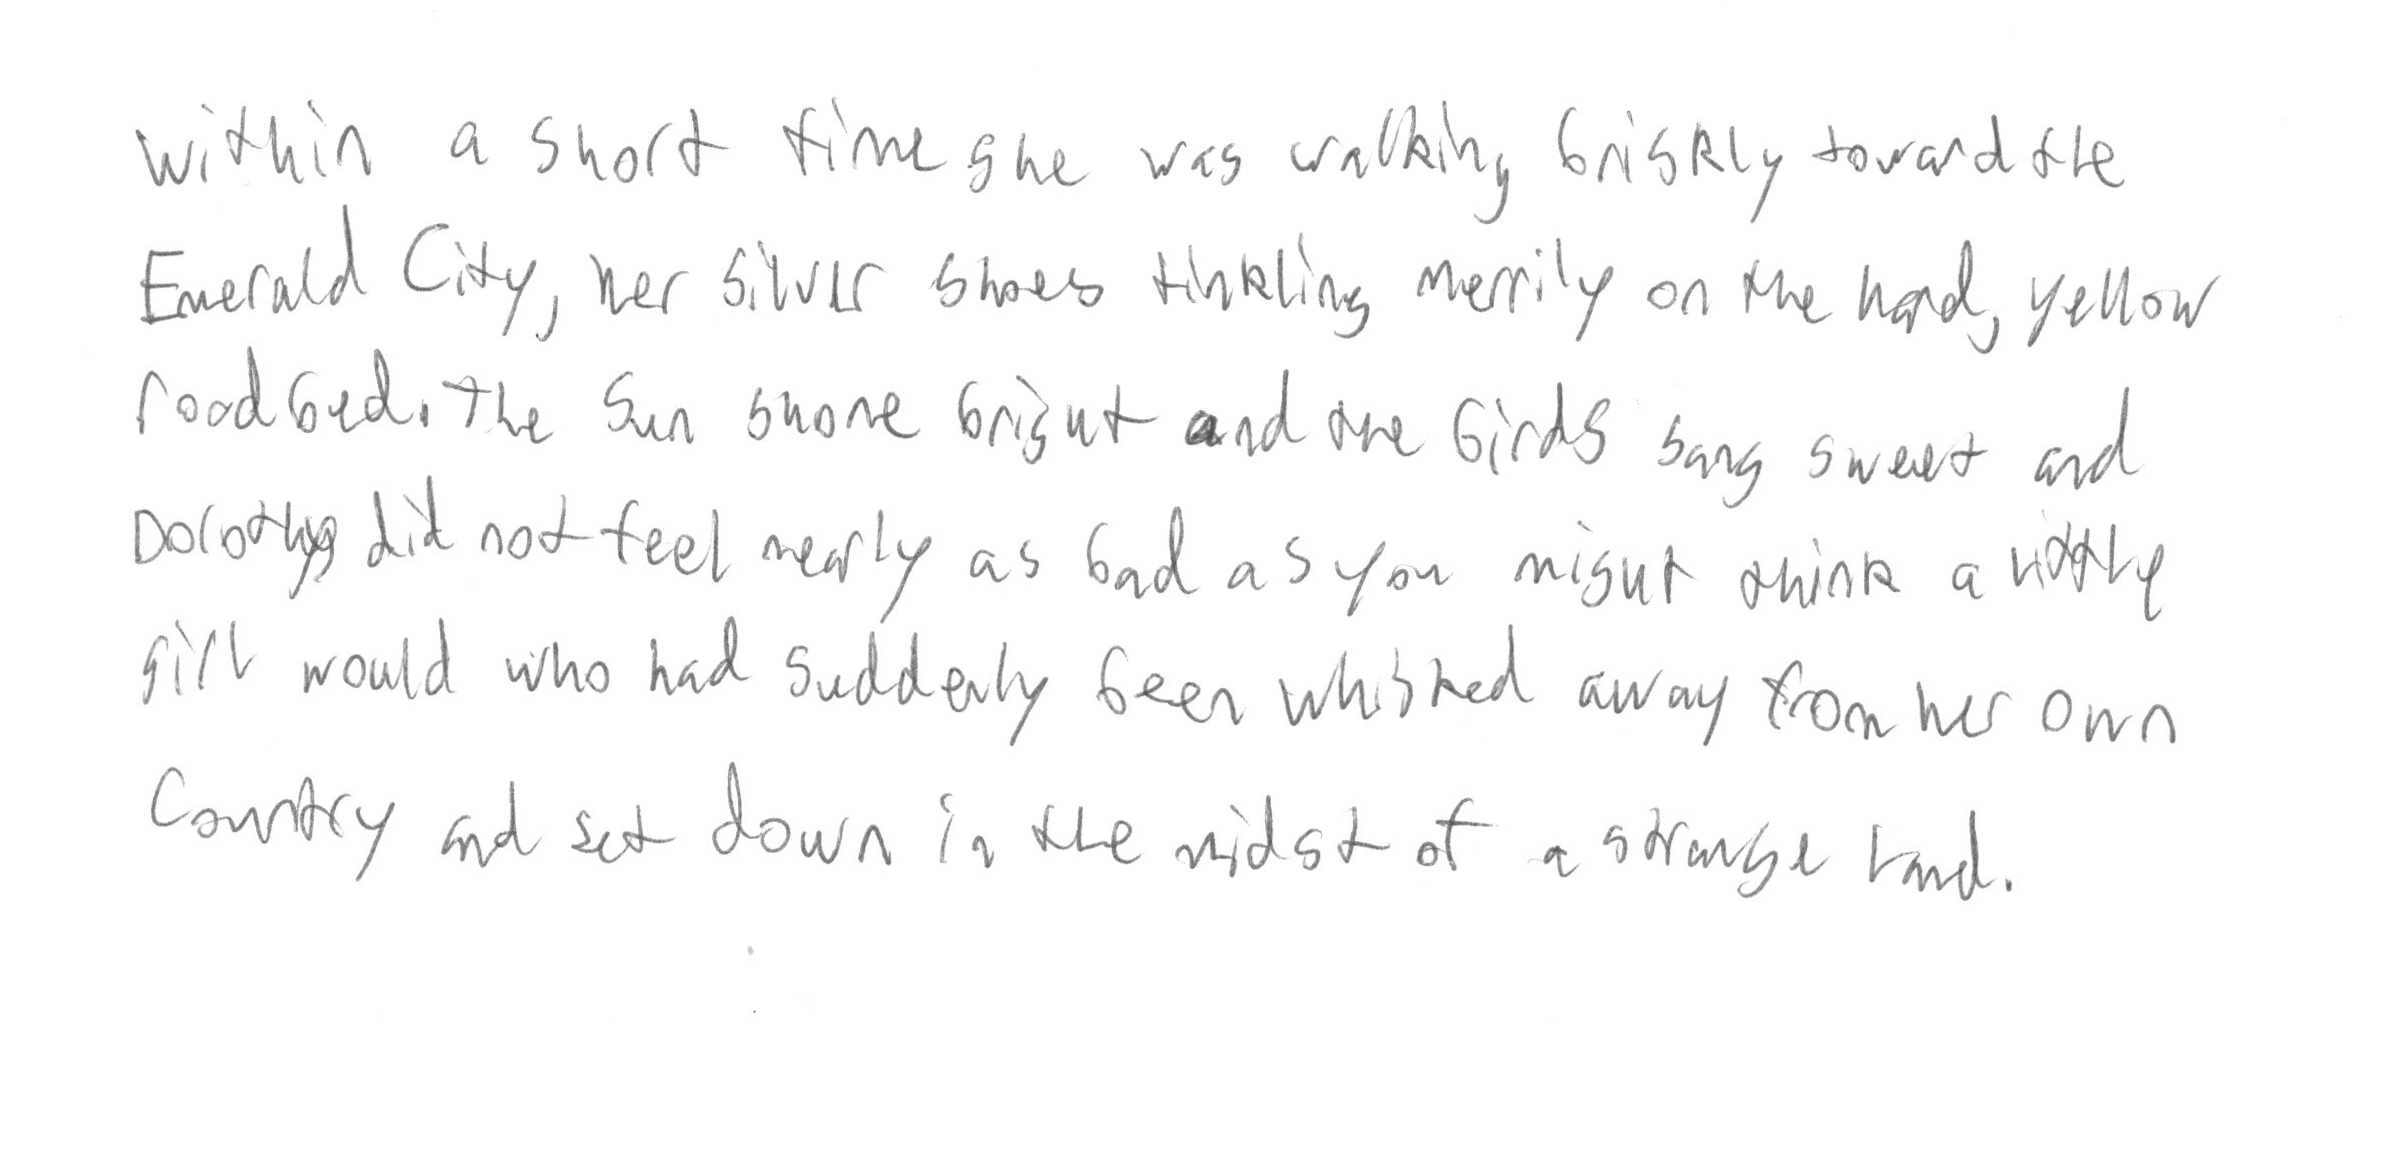 Within a short time she was walking briskly toward the
Emerald City, her silver shoes tinkling merrily on the hard, yellow
roadbed. The sun shone bright and the birds sang sweet and
Dorothy did not feel nearly as bad as you might think a little
girl would who had suddenly been whisked away from her own
country and set down in the midst of a strange land.